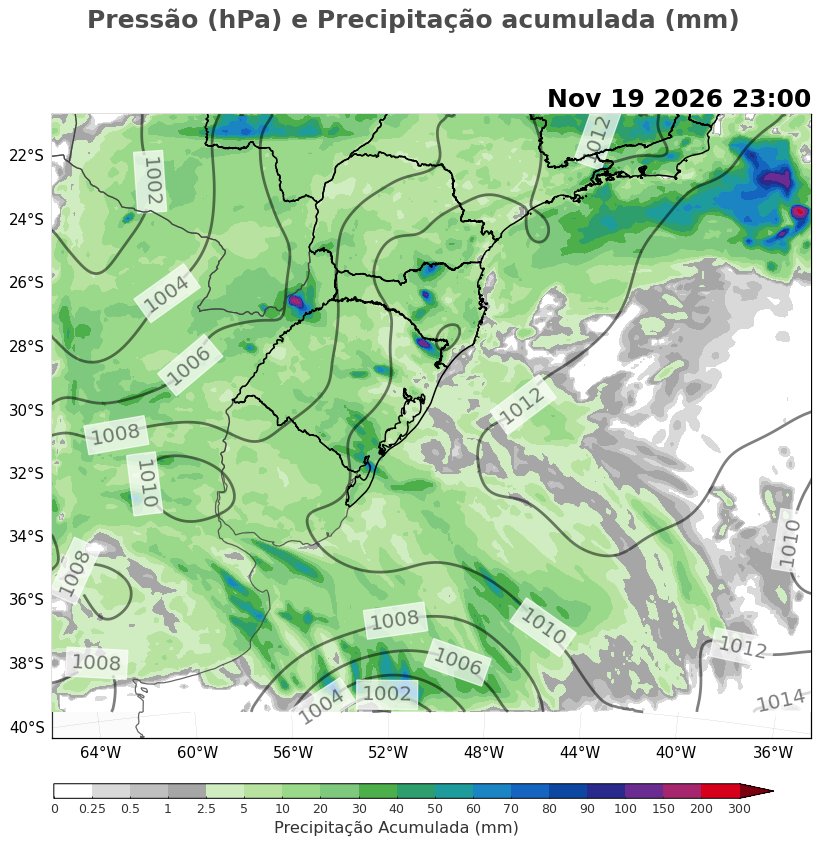 Pressão (hPa) e Precipitação acumulada (mm)
Nov 19 2026 23:00
22°S
24°S
26°S
28°S
30°S
32°S
34°S
36°S
38°S
40°S
1002
1012
1004
1006
1008
1012
1010
1008
1010
1008
1010
1006
1012
1008
1002
1004
1014
64°W 60°W 56°W 52°W 48°W 44°W 40°W 36°W
0 0.25 0.5 1 2.5 5 10 20 30 40 50 60 70 80 90 100 150 200 300
Precipitação Acumulada (mm)